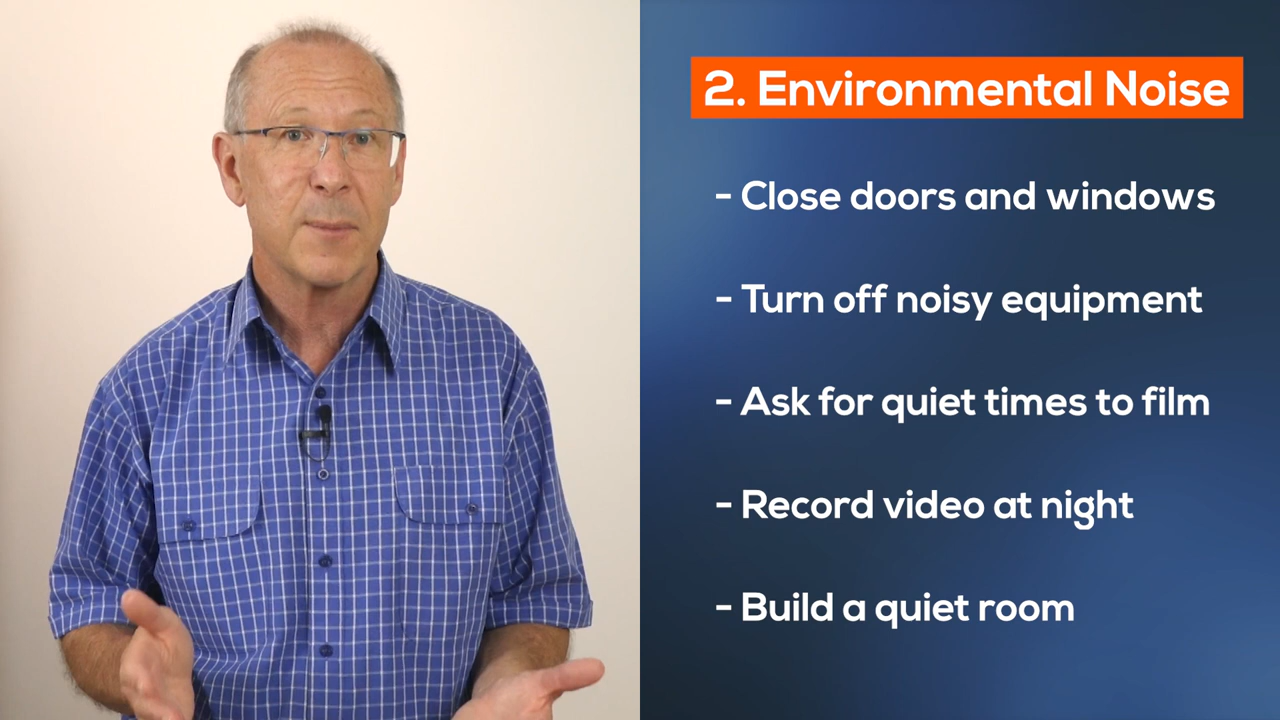 2. Environmental Noise
- Close doors and windows
- Turn off noisy equipment
- Ask for quiet times to film
- Record video at night
- Build a quiet room